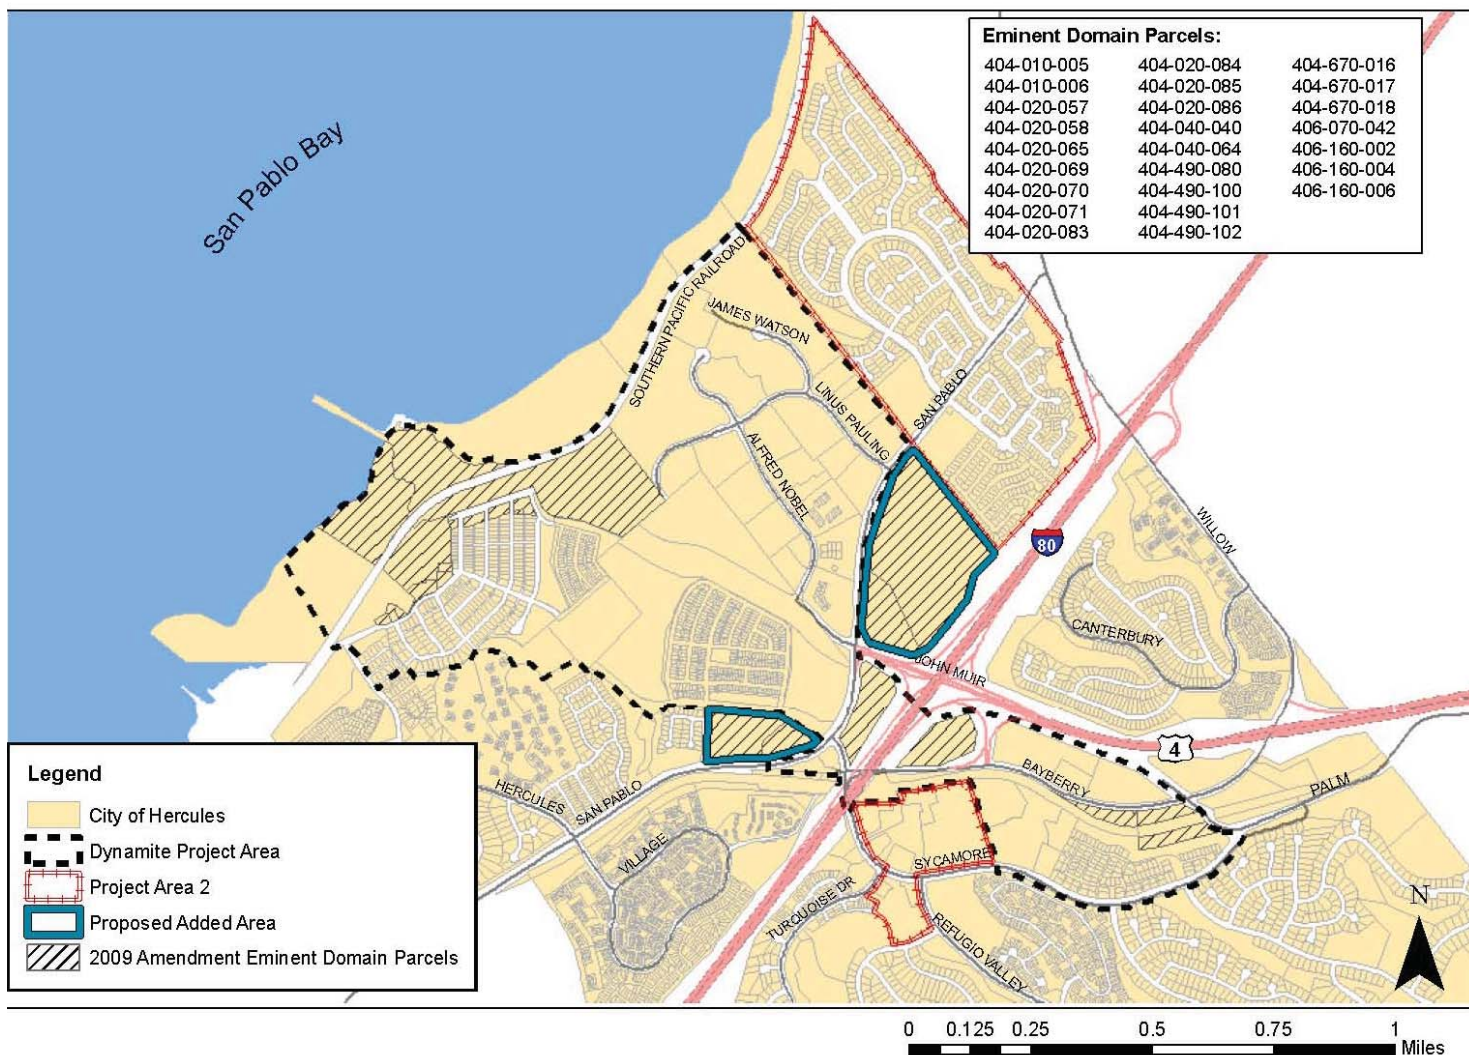 Eminent Domain Parcels:
404-010-005 404-020-084 404-670-016
404-010-006 404-020-085 404-670-017
404-020-057 404-020-086 404-670-018
404-020-058 404-040-040 406-070-042
404-020-065 404-040-064 406-160-002
404-020-069 404-490-080 406-160-004
404-020-070 404-490-100 406-160-006
404-020-071 404-490-101
404-020-083 404-490-102
San Pablo Bay
SOUTHERN PACIFIC RAILROAD
JAMES WATSON
LINUS PAULING
SAN PABLO
ALFRED NOBEL
80
WILLOW
CANTERBURY
JOHN MUIR
4
BAYBERRY
PALM
HERCULES
SAN PABLO
VILLAGE
SYCAMORE
TURQUOISE DR
REFUGIO VALLEY
Legend
City of Hercules
Dynamite Project Area
Project Area 2
Proposed Added Area
2009 Amendment Eminent Domain Parcels
N
0 0.125 0.25 0.5 0.75 1
Miles